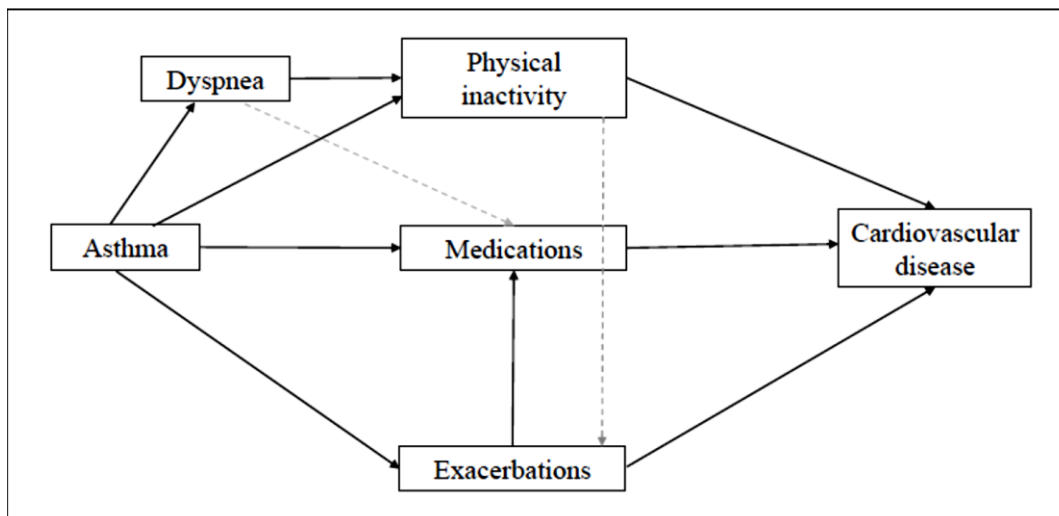 Dyspnea
Physical
inactivity
Asthma
Medications
Cardiovascular
disease
Exacerbations